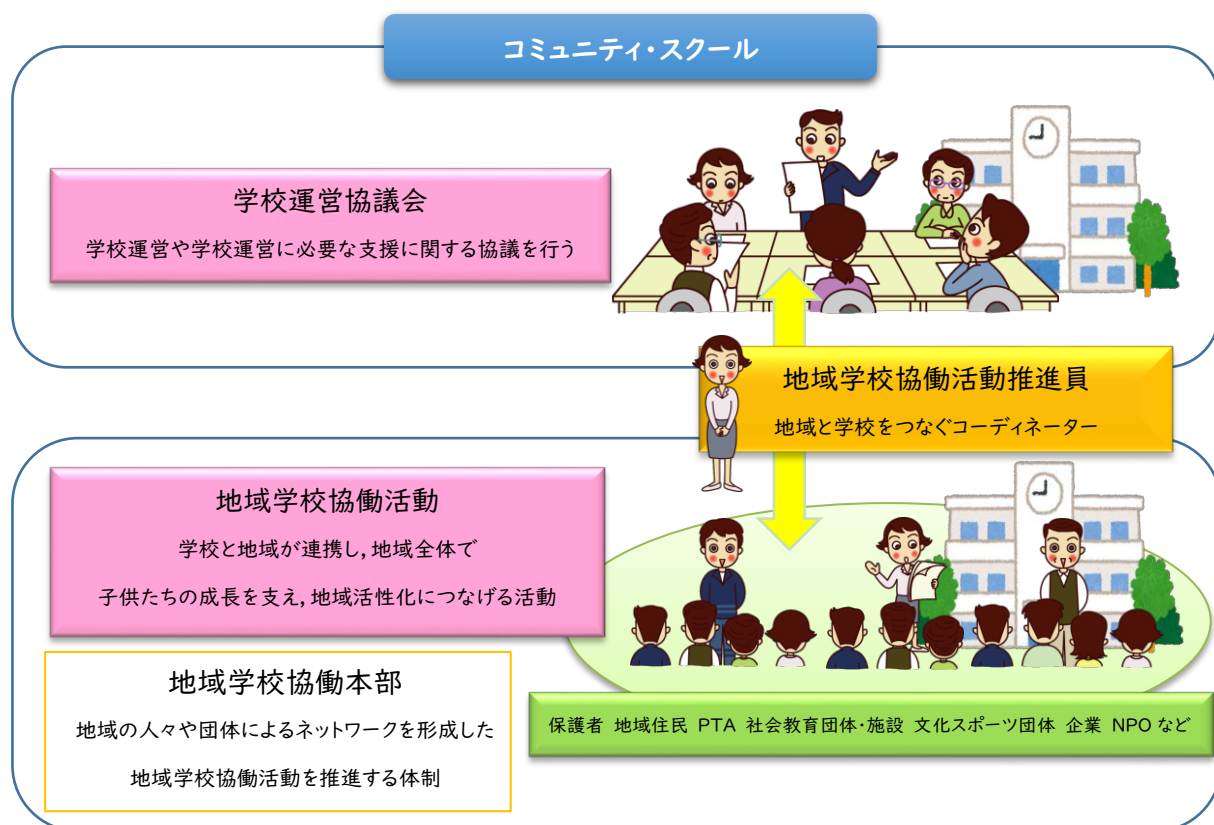 コミュニティ・スクール
学校運営協議会
学校運営や学校運営に必要な支援に関する協議を行う
地域学校協働活動推進員
地域と学校をつなぐコーディネーター
地域学校協働活動
学校と地域が連携し,地域全体で
子供たちの成長を支え,地域活性化につなげる活動
地域学校協働本部
地域の人々や団体によるネットワークを形成した
地域学校協働活動を推進する体制
保護者 地域住民 PTA 社会教育団体・施設 文化スポーツ団体 企業 NPO など